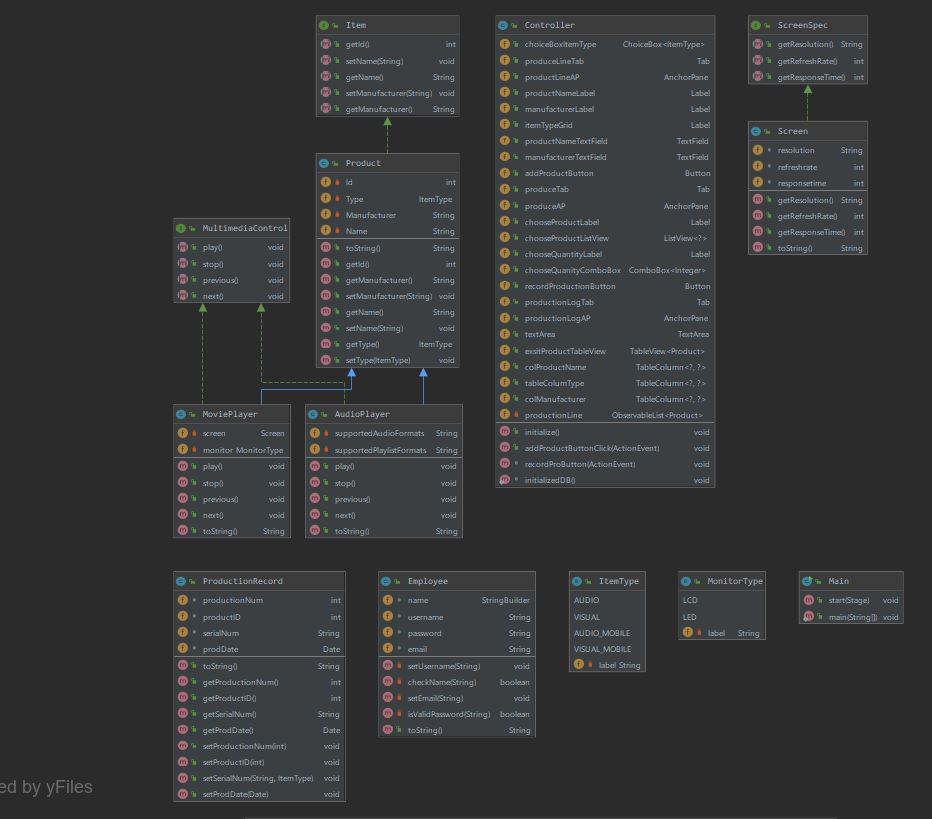 Item
getId() int
setName(String) void
getName() String
setManufacturer(String) void
getManufacturer() String
Product
Id int
Type ItemType
Manufacturer String
Name String
toString() String
getId() int
getManufacturer() String
setManufacturer(String) void
getName() String
setName(String) void
getType() ItemType
setType(ItemType) void
MultimediaControl
play() void
stop() void
previous() void
next() void
MoviePlayer
screen Screen
monitor MonitorType
play() void
stop() void
previous() void
next() void
toString() String
AudioPlayer
supportedAudioFormats String
supportedPlaylistFormats String
play() void
stop() void
previous() void
next() void
toString() String
Controller
choiceBoxItemType ChoiceBox<ItemType>
produceLineTab Tab
productLineAP AnchorPane
productNameLabel Label
manufacturerLabel Label
itemTypeGrid Label
productNameTextField TextField
manufacturerTextField TextField
addProductButton Button
produceTab Tab
produceAP AnchorPane
chooseProductLabel Label
chooseProductListView ListView<?>
chooseQuantityLabel Label
chooseQuanityComboBox ComboBox<Integer>
recordProductionButton Button
productionLogTab Tab
productionLogAP AnchorPane
textArea TextArea
exsitProductTableView TableView<Product>
colProductName TableColumn<?, ?>
tableColumType TableColumn<?, ?>
colManufacturer TableColumn<?, ?>
productionLine ObservableList<Product>
initialize() void
addProductButtonClick(ActionEvent) void
recordProButton(ActionEvent) void
initializedDB() void
ScreenSpec
getResolution() String
getRefreshRate() int
getResponseTime() int
Screen
resolution String
refreshrate int
responsetime int
getResolution() String
getRefreshRate() int
getResponseTime() int
toString() String
ProductionRecord
productionNum int
productID int
serialNum String
prodDate Date
toString() String
getProductionNum() int
getProductID() int
getSerialNum() String
getProdDate() Date
setProductionNum(int) void
setProductID(int) void
setSerialNum(String, ItemType) void
setProdDate(Date) void
Employee
name StringBuilder
username String
password String
email String
setUsername(String) void
checkName(String) boolean
setEmail(String) void
isValidPassword(String) boolean
toString() String
ItemType
AUDIO
VISUAL
AUDIO_MOBILE
VISUAL_MOBILE
label String
MonitorType
LCD
LED
label String
Main
start(Stage) void
main(String[]) void
ed by yFiles